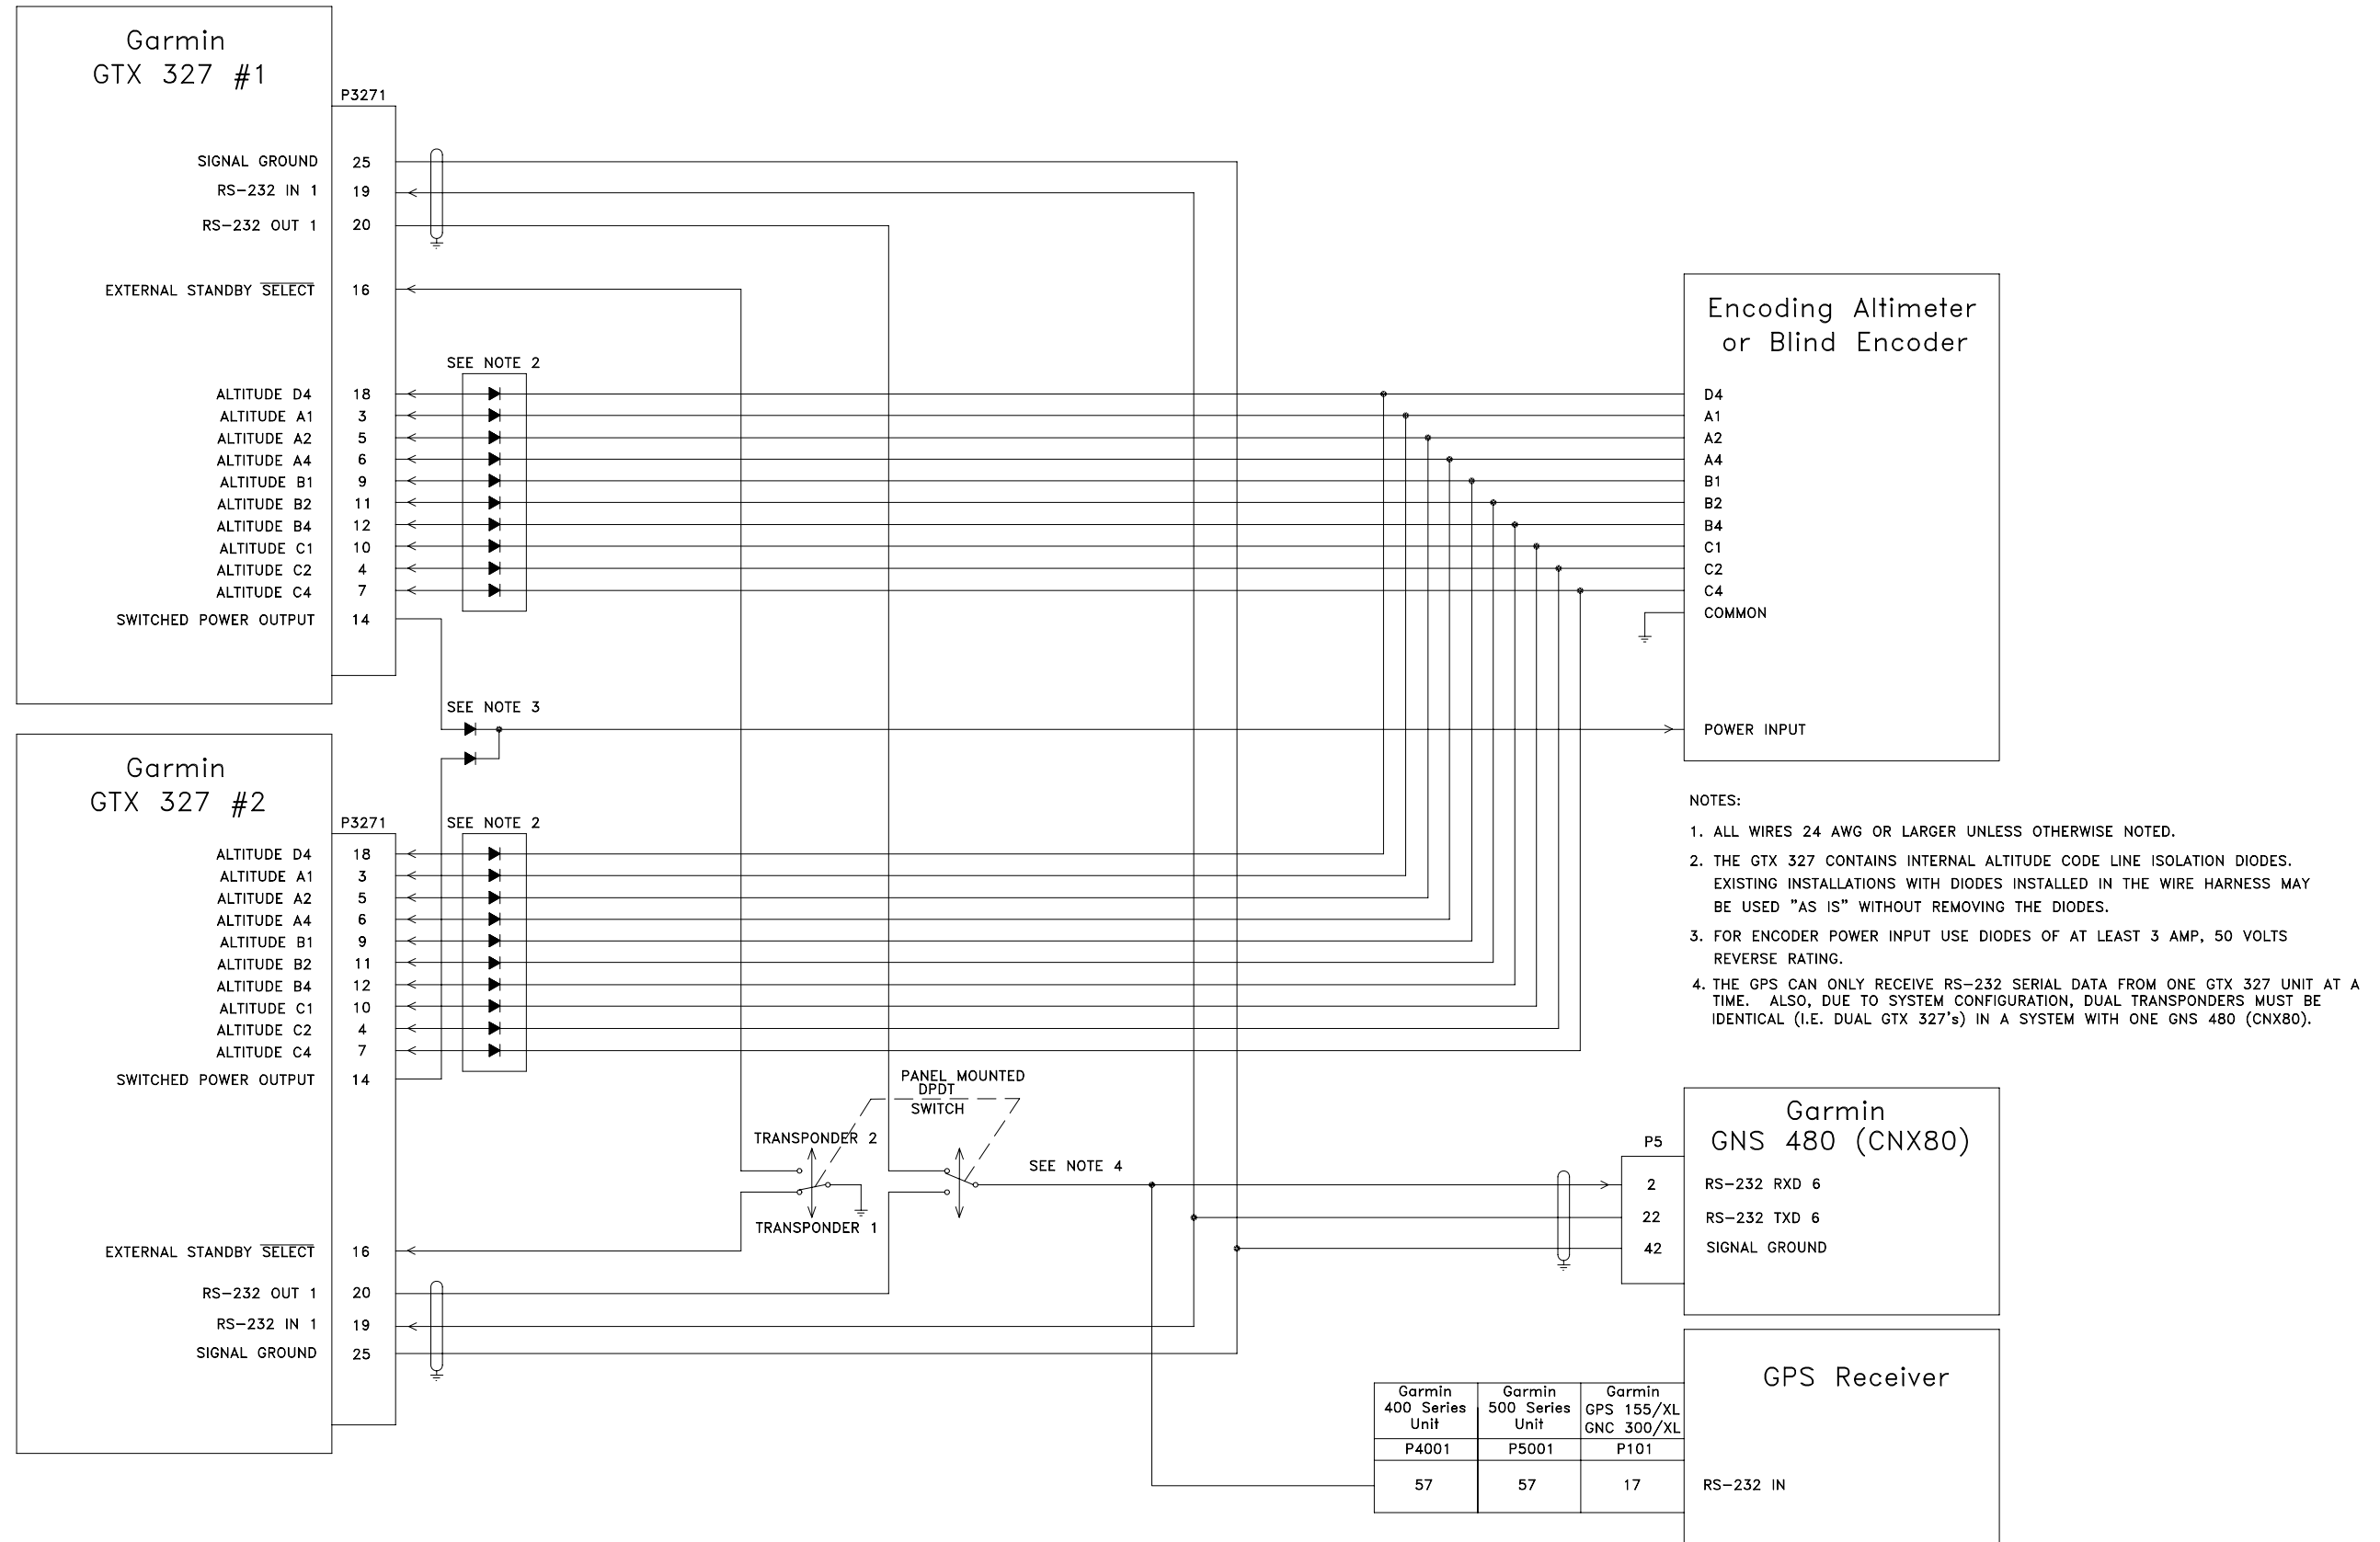 Garmin
GTX 327 #1
P3271
SIGNAL GROUND 25
RS-232 IN 1 19
RS-232 OUT 1 20
EXTERNAL STANDBY SELECT 16
SEE NOTE 2
ALTITUDE D4 18
ALTITUDE A1 3
ALTITUDE A2 5
ALTITUDE A4 6
ALTITUDE B1 9
ALTITUDE B2 11
ALTITUDE B4 12
ALTITUDE C1 10
ALTITUDE C2 4
ALTITUDE C4 7
SWITCHED POWER OUTPUT 14
SEE NOTE 3
Encoding Altimeter
or Blind Encoder
D4
A1
A2
A4
B1
B2
B4
C1
C2
C4
COMMON
POWER INPUT
Garmin
GTX 327 #2
P3271
SEE NOTE 2
ALTITUDE D4 18
ALTITUDE A1 3
ALTITUDE A2 5
ALTITUDE A4 6
ALTITUDE B1 9
ALTITUDE B2 11
ALTITUDE B4 12
ALTITUDE C1 10
ALTITUDE C2 4
ALTITUDE C4 7
SWITCHED POWER OUTPUT 14
EXTERNAL STANDBY SELECT 16
RS-232 OUT 1 20
RS-232 IN 1 19
SIGNAL GROUND 25
PANEL MOUNTED
DPDT
SWITCH
TRANSPONDER 2
TRANSPONDER 1
SEE NOTE 4
NOTES:
1. ALL WIRES 24 AWG OR LARGER UNLESS OTHERWISE NOTED.
2. THE GTX 327 CONTAINS INTERNAL ALTITUDE CODE LINE ISOLATION DIODES.
EXISTING INSTALLATIONS WITH DIODES INSTALLED IN THE WIRE HARNESS MAY
BE USED "AS IS" WITHOUT REMOVING THE DIODES.
3. FOR ENCODER POWER INPUT USE DIODES OF AT LEAST 3 AMP, 50 VOLTS
REVERSE RATING.
4. THE GPS CAN ONLY RECEIVE RS-232 SERIAL DATA FROM ONE GTX 327 UNIT AT A
TIME. ALSO, DUE TO SYSTEM CONFIGURATION, DUAL TRANSPONDERS MUST BE
IDENTICAL (I.E. DUAL GTX 327's) IN A SYSTEM WITH ONE GNS 480 (CNX80).
Garmin
GNS 480 (CNX80)
P5
2 RS-232 RXD 6
22 RS-232 TXD 6
42 SIGNAL GROUND
GPS Receiver
Garmin
400 Series
Unit
Garmin
500 Series
Unit
Garmin
GPS 155/XL
GNC 300/XL
P4001 P5001 P101
57 57 17 RS-232 IN